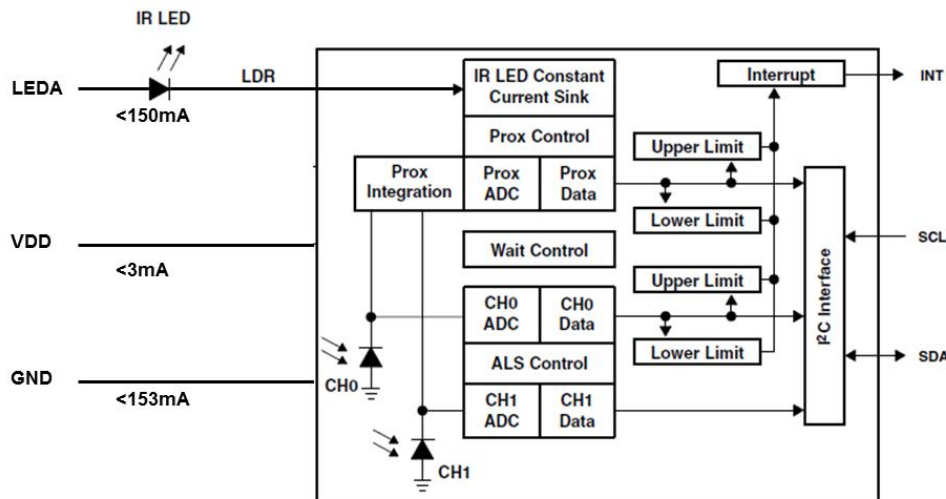 IR LED
LEDA
LDR
<150mA
IR LED Constant
Current Sink
Prox Control
Prox
Integration
Prox
ADC
Prox
Data
Interrupt
INT
Upper Limit
Lower Limit
VDD
<3mA
Wait Control
SCL
Upper Limit
Lower Limit
CH0
ADC
CH0
Data
ALS Control
CH1
ADC
CH1
Data
I²C Interface
SDA
GND
<153mA
CH0
CH1